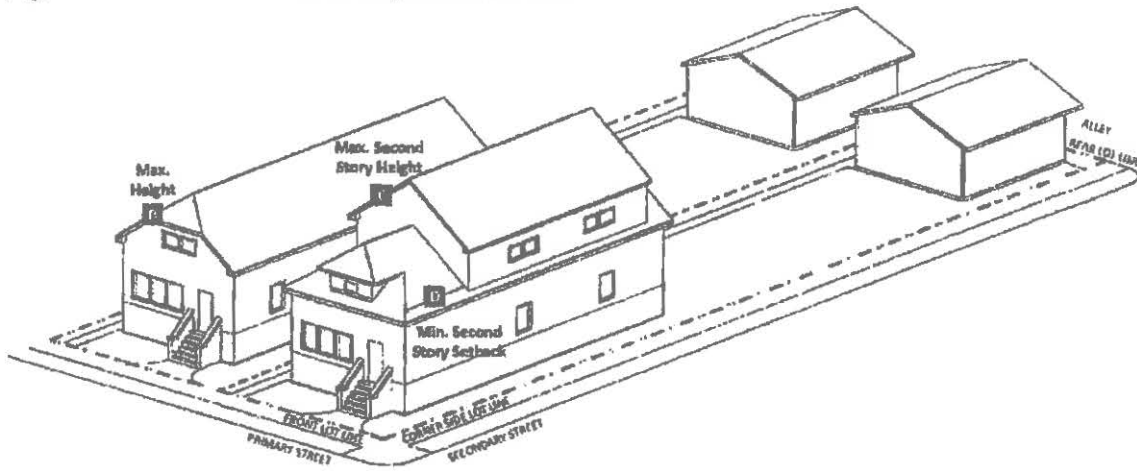 Max.
Height
Max. Second
Story Height
Min. Second
Story Setback
ALLEY
REAR LOT LINE
FRONT LOT LINE
CORNER SIDE LOT LINE
PRIMARY STREET
SECONDARY STREET